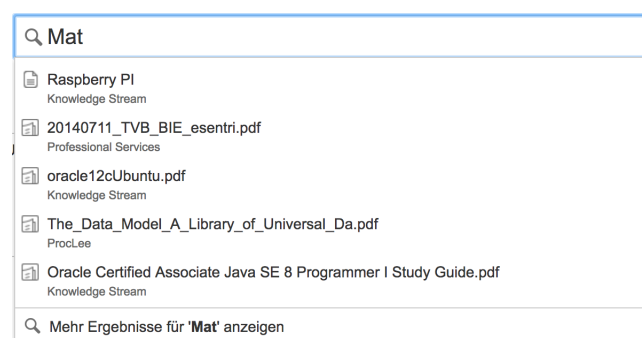 Mat
Raspberry PI
Knowledge Stream
20140711_TVB_BIE_esentri.pdf
Professional Services
oracle12cUbuntu.pdf
Knowledge Stream
The_Data_Model_A_Library_of_Universal_Da.pdf
ProcLee
Oracle Certified Associate Java SE 8 Programmer I Study Guide.pdf
Knowledge Stream
Mehr Ergebnisse für 'Mat' anzeigen